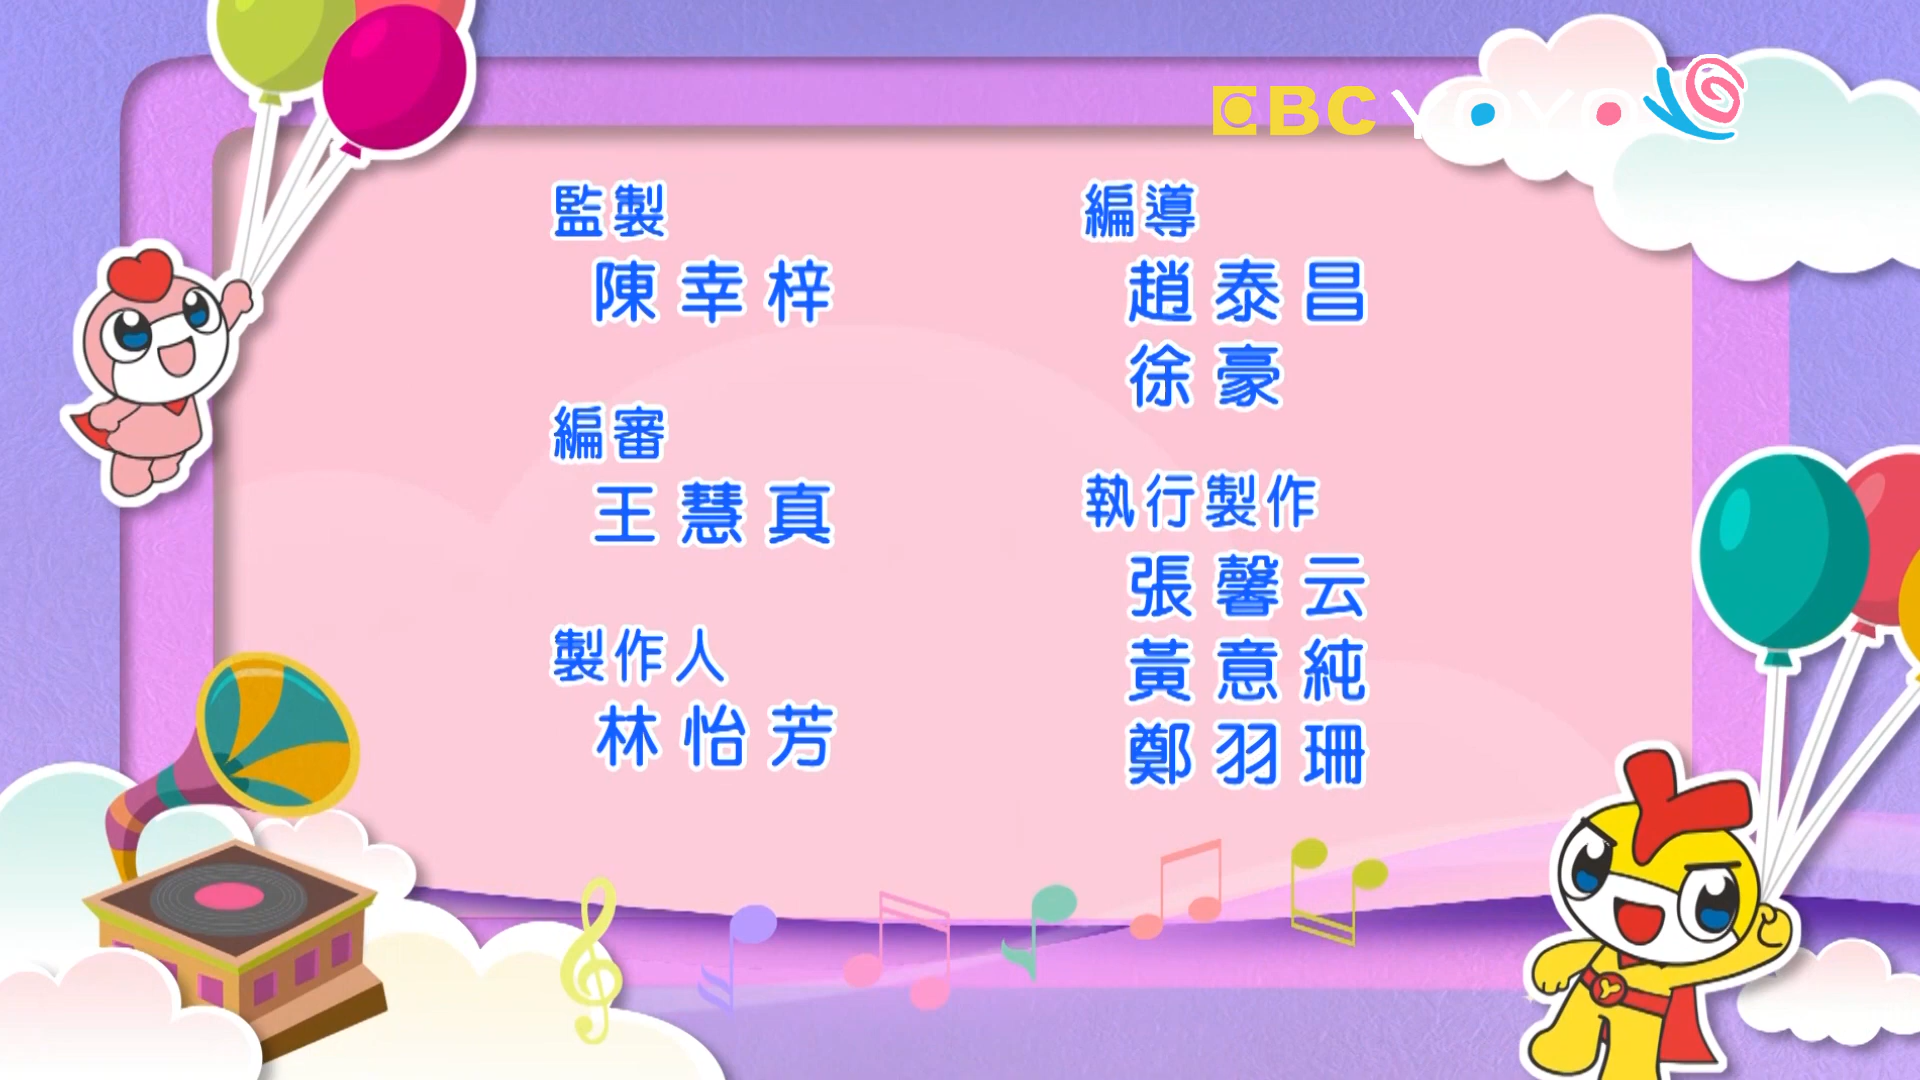 EBC YOYO
監製
陳幸梓
編審
王慧真
製作人
林怡芳
編導
趙泰昌
徐豪
執行製作
張馨云
黃意純
鄭羽珊